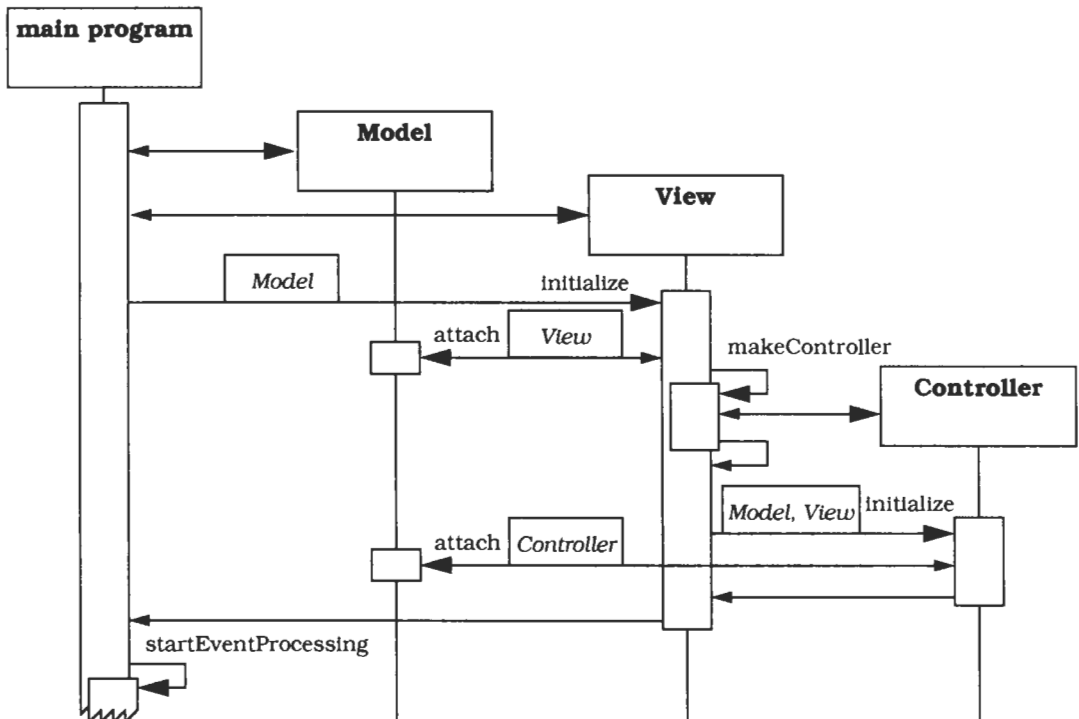 main program
Model
View
Model
initialize
attach
View
makeController
Controller
Model, View
initialize
attach
Controller
startEventProcessing